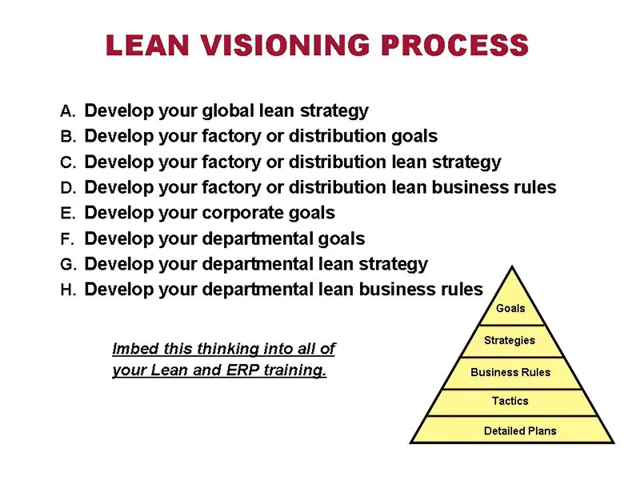 LEAN VISIONING PROCESS
A. Develop your global lean strategy
B. Develop your factory or distribution goals
C. Develop your factory or distribution lean strategy
D. Develop your factory or distribution lean business rules
E. Develop your corporate goals
F. Develop your departmental goals
G. Develop your departmental lean strategy
H. Develop your departmental lean business rules
Imbed this thinking into all of
your Lean and ERP training.
Goals
Strategies
Business Rules
Tactics
Detailed Plans